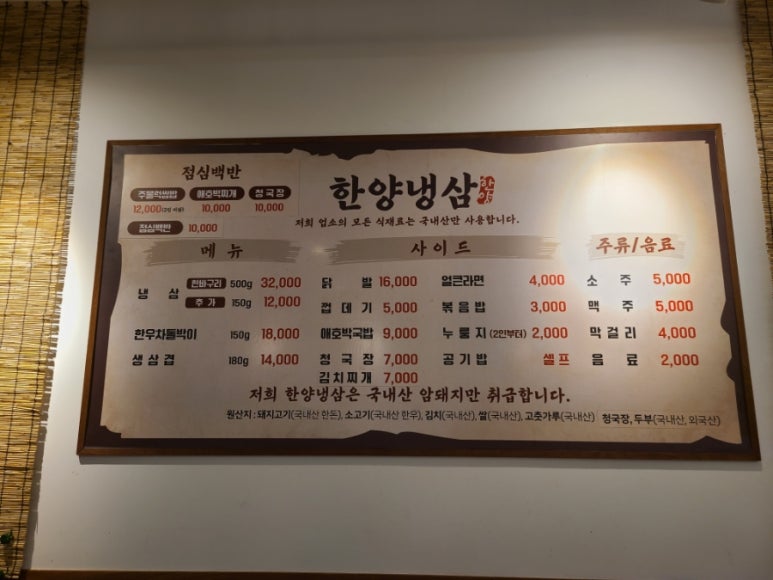 점심백반
주물럭쌈밥 애호박찌개 청국장
12,000 10,000 10,000
점심백반 10,000
한양냉삼 한양
저희 업소의 모든 식재료는 국내산만 사용합니다.
메뉴
냉삼 한바구리 500g 32,000
추가 150g 12,000
한우차돌박이 150g 18,000
생삼겹 180g 14,000
사이드
닭발 16,000
껍데기 5,000
애호박국밥 9,000
청국장 7,000
김치찌개 7,000
얼큰라면 4,000
볶음밥 3,000
누룽지 (2인부터) 2,000
공기밥 셀프
주류/음료
소주 5,000
맥주 5,000
막걸리 4,000
음료 2,000
저희 한양냉삼은 국내산 암돼지만 취급합니다.
원산지 : 돼지고기(국내산 한돈), 소고기(국내산 한우), 김치(국내산), 쌀(국내산), 고춧가루(국내산) 청국장, 두부(국내산, 외국산)